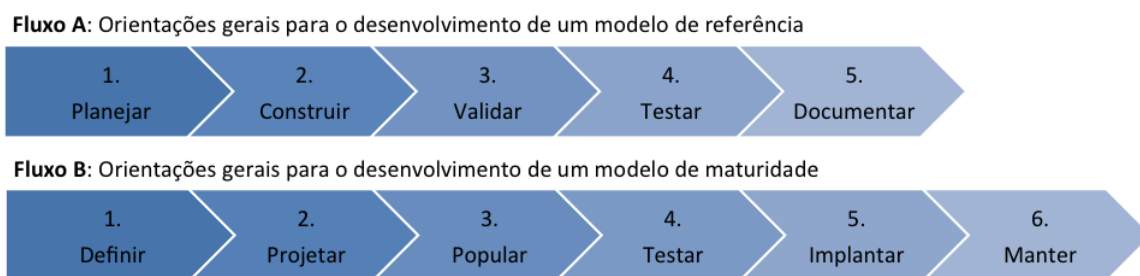 Fluxo A: Orientações gerais para o desenvolvimento de um modelo de referência
1. 2. 3. 4. 5.
Planejar Construir Validar Testar Documentar
Fluxo B: Orientações gerais para o desenvolvimento de um modelo de maturidade
1. 2. 3. 4. 5. 6.
Definir Projetar Popular Testar Implantar Manter